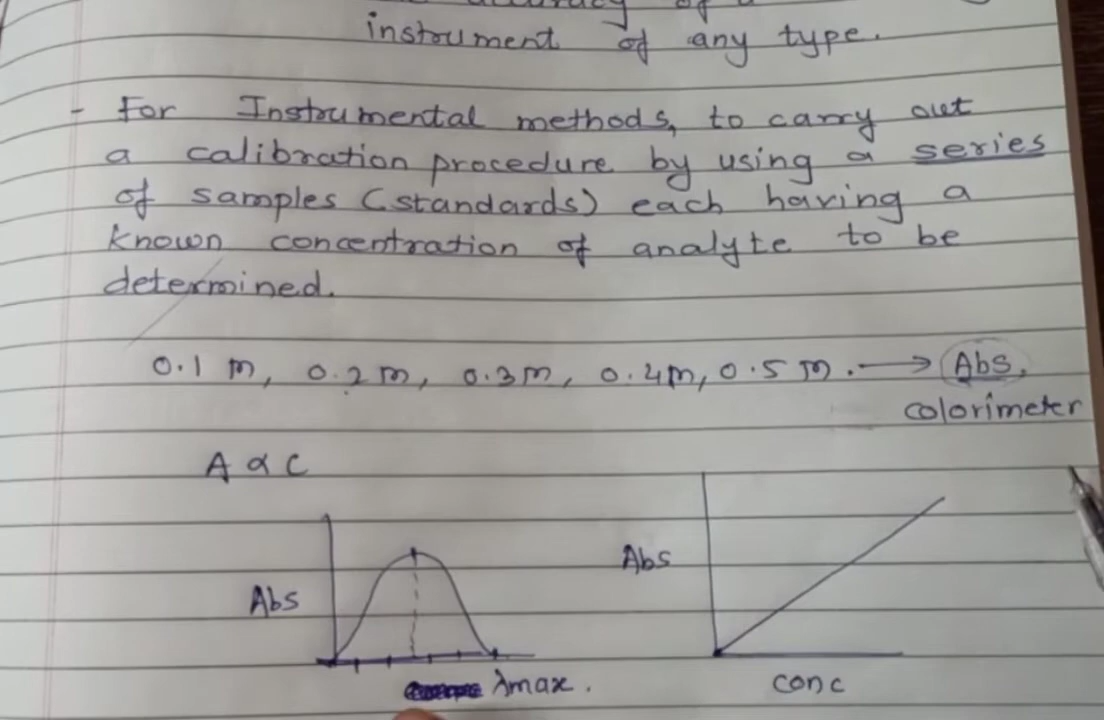 accuracy of a
instrument of any type.
- For Instrumental methods, to carry out
a calibration procedure by using a series
of samples (standards) each having a
known concentration of analyte to be
determined.
0.1 m, 0.2 m, 0.3 m, 0.4 m, 0.5 m. → Abs.
colorimeter
A α C
Abs
λmax.
Abs
conc